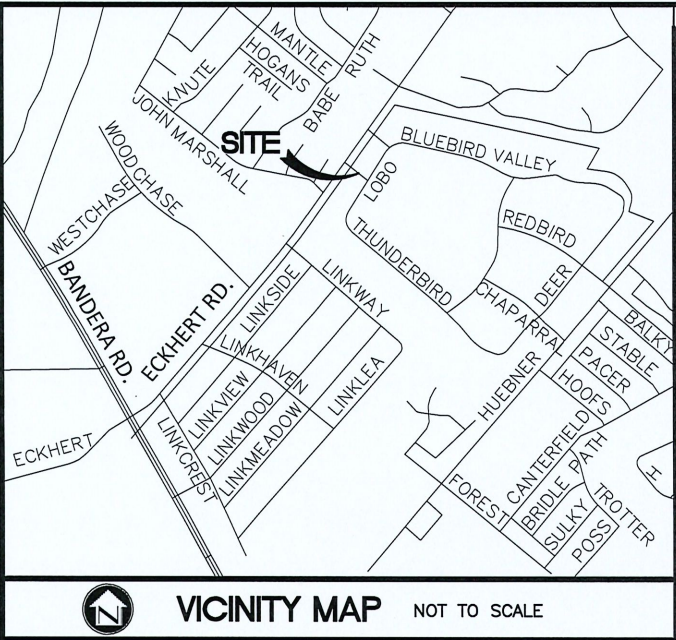 MANTLE
HOGANS
TRAIL
KNUTE
BABE RUTH
JOHN MARSHALL
SITE
BLUEBIRD VALLEY
LOBO
WOODCHASE
WESTCHASE
REDBIRD
THUNDERBIRD
DEER
CHAPARRAL
BANDERA RD.
ECKHERT RD.
LINKSIDE
LINKWAY
LINKHAVEN
LINKVIEW
LINKWOOD
LINKMEADOW
LINKLEA
LINKCREST
ECKHERT
HUEBNER
BALKY
STABLE
PACER
HOOFS
CANTERFIELD
BRIDLE PATH
SULKY
POSS
TROTTER
FOREST
H
N
VICINITY MAP NOT TO SCALE